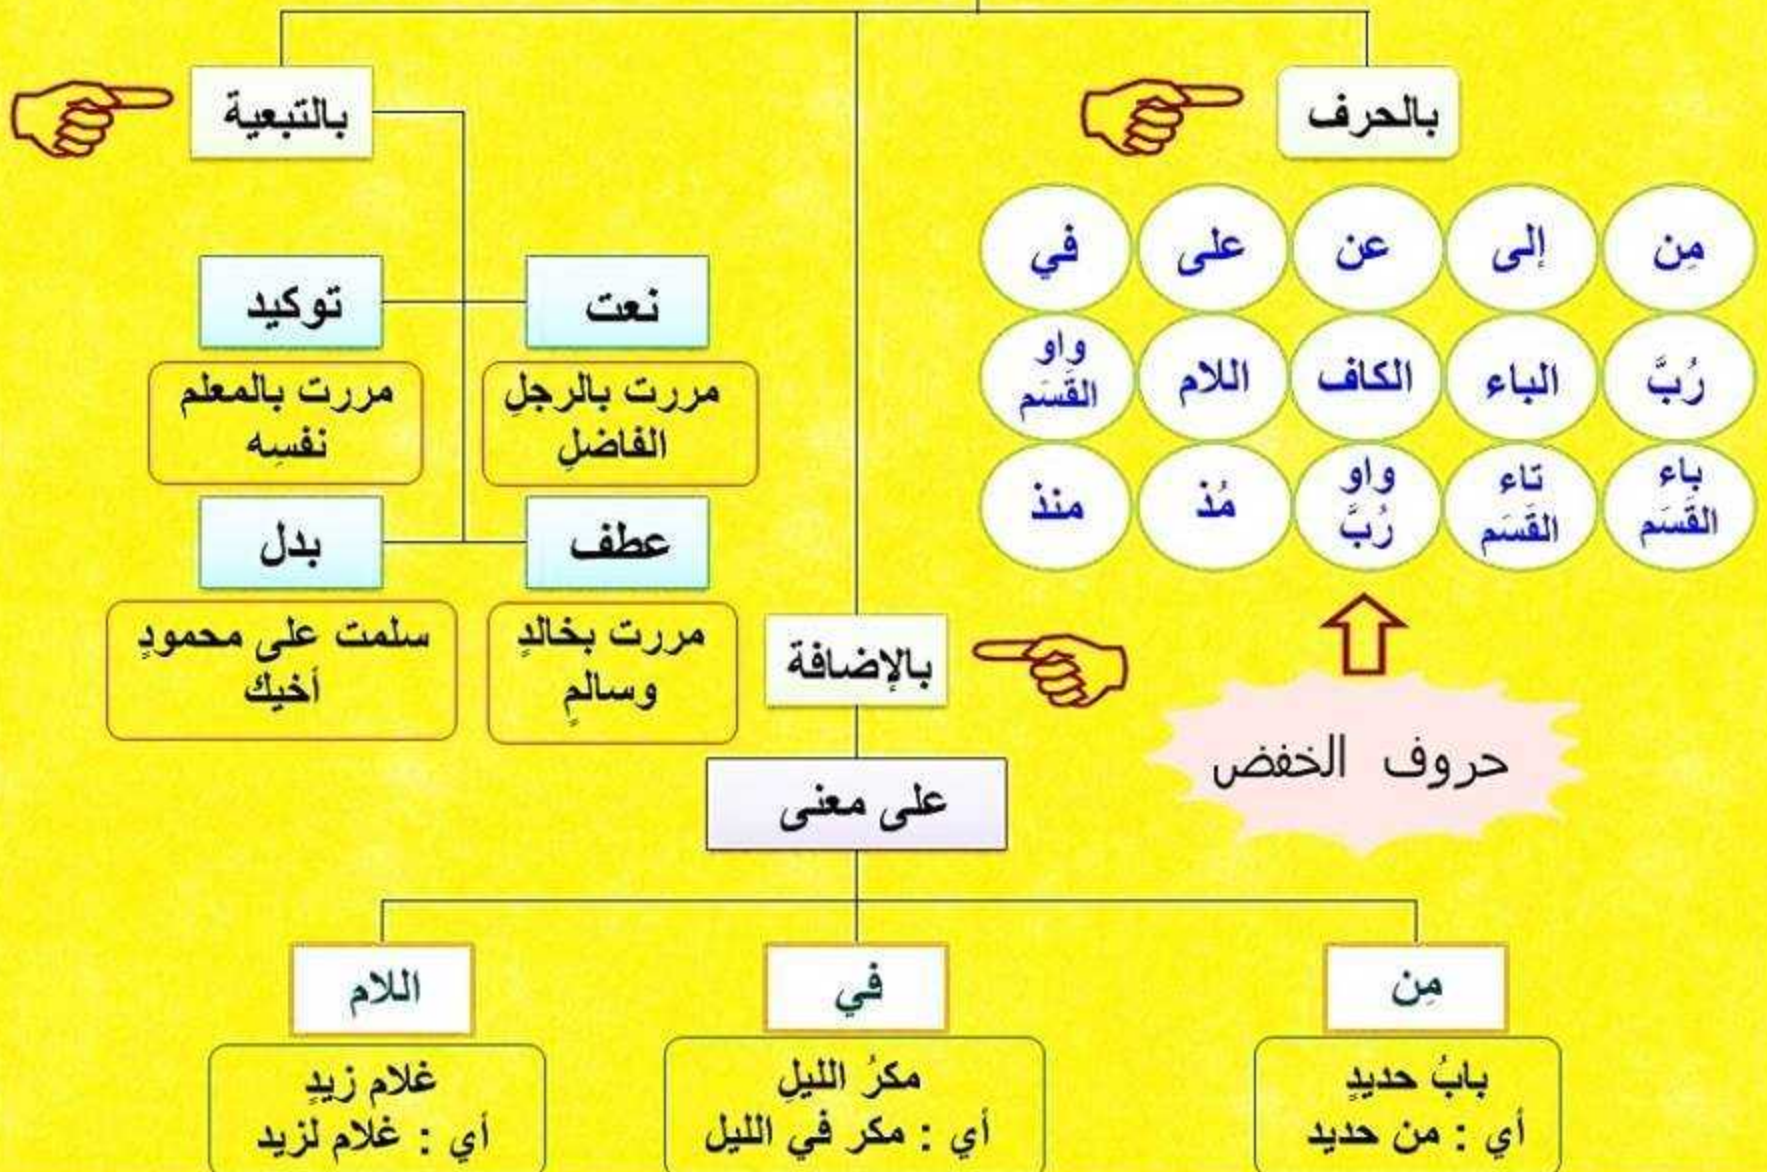 بالحرف
مِن
إلى
عن
على
في
رُبَّ
الباء
الكاف
اللام
واو
القَسَم
باء
القَسَم
تاء
القَسَم
واو
رُبَّ
مُذ
منذ
حروف الخفض
بالتبعية
نعت
مررت بالرجلِ
الفاضلِ
توكيد
مررت بالمعلم
نفسِه
عطف
مررت بخالدٍ
وسالمٍ
بدل
سلمت على محمودٍ
أخيك
بالإضافة
على معنى
مِن
بابُ حديدٍ
أي : من حديد
في
مكرُ الليلِ
أي : مكر في الليل
اللام
غلام زيدٍ
أي : غلام لزيد